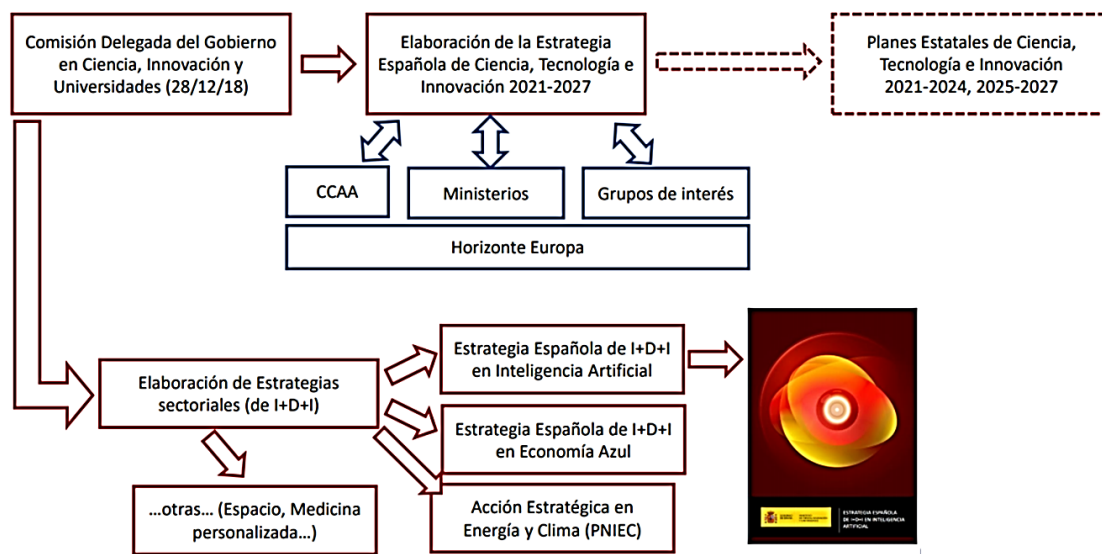 Comisión Delegada del Gobierno
en Ciencia, Innovación y
Universidades (28/12/18)
Elaboración de la Estrategia
Española de Ciencia, Tecnología e
Innovación 2021-2027
Planes Estatales de Ciencia,
Tecnología e Innovación
2021-2024, 2025-2027
CCAA
Ministerios
Grupos de interés
Horizonte Europa
Elaboración de Estrategias
sectoriales (de I+D+I)
Estrategia Española de I+D+I
en Inteligencia Artificial
Estrategia Española de I+D+I
en Economía Azul
Acción Estratégica en
Energía y Clima (PNIEC)
...otras... (Espacio, Medicina
personalizada...)
ESTRATEGIA ESPAÑOLA
DE I+D+I EN INTELIGENCIA
ARTIFICIAL